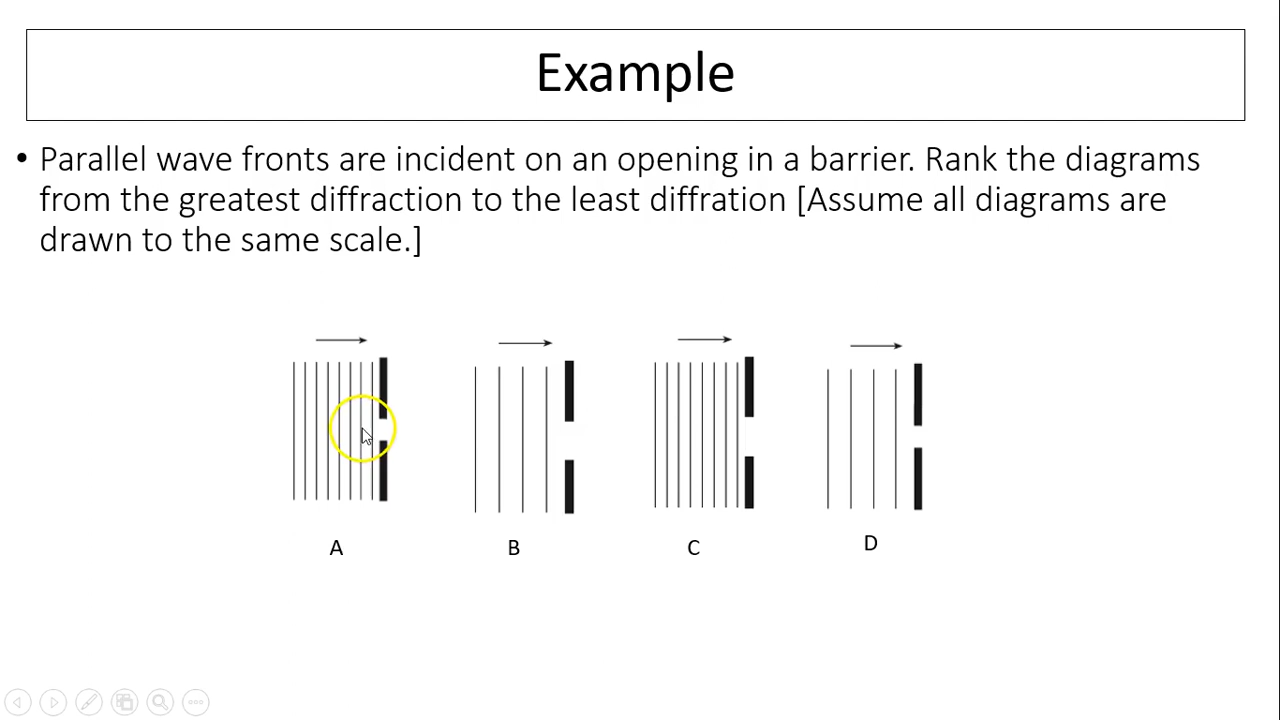 Example
• Parallel wave fronts are incident on an opening in a barrier. Rank the diagrams
from the greatest diffraction to the least diffration [Assume all diagrams are
drawn to the same scale.]
A
B
C
D